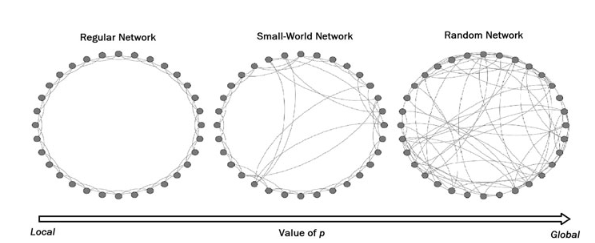 Regular Network
Small-World Network
Random Network
Local
Value of p
Global